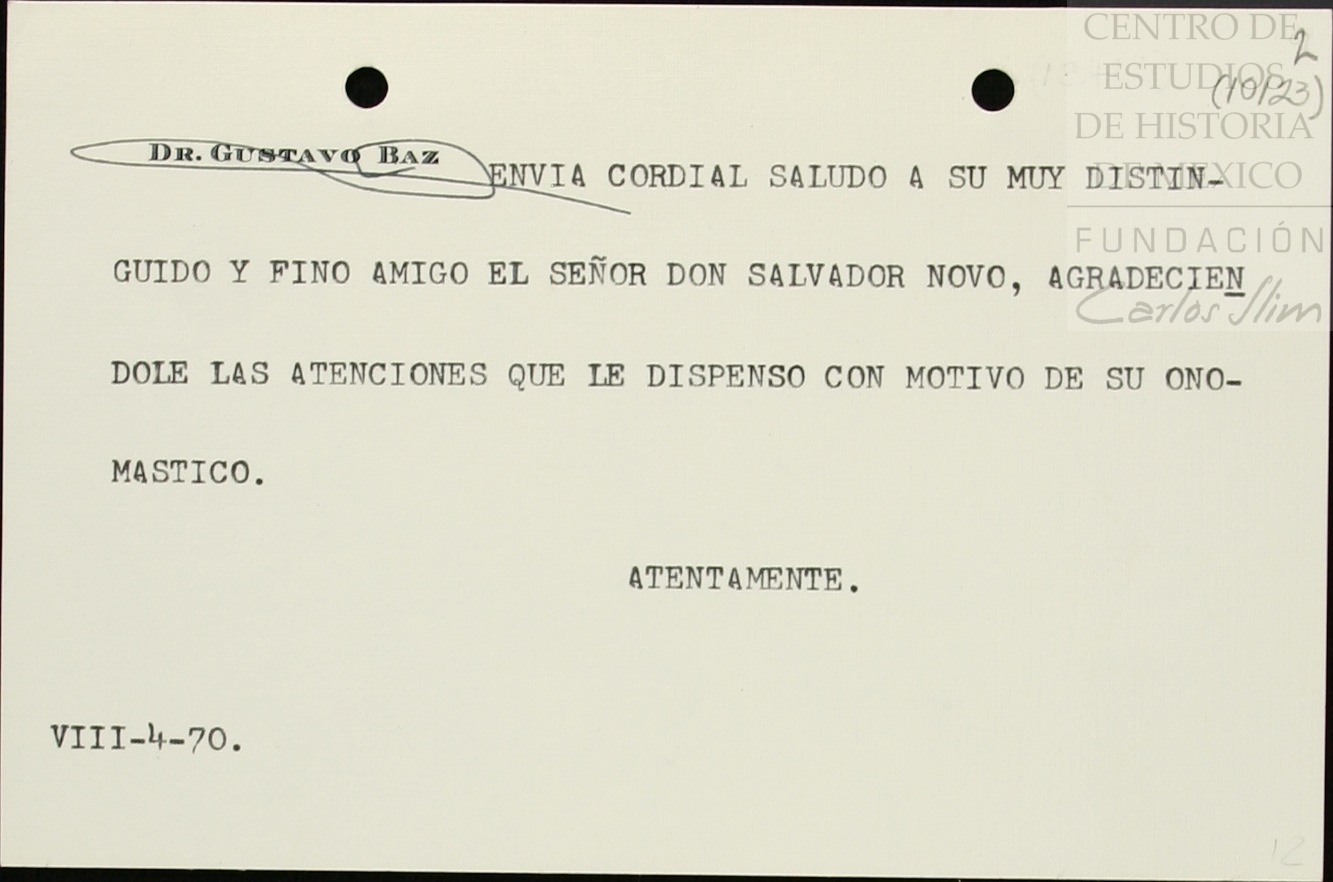 CENTRO DE
ESTUDIOS
DE HISTORIA
DE MEXICO
FUNDACIÓN
Carlos Slim
2
(10/23)
DR. GUSTAVO BAZ ENVIA CORDIAL SALUDO A SU MUY DISTIN-
GUIDO Y FINO AMIGO EL SEÑOR DON SALVADOR NOVO, AGRADECIEN
DOLE LAS ATENCIONES QUE LE DISPENSO CON MOTIVO DE SU ONO-
MASTICO.
ATENTAMENTE.
VIII-4-70.
12